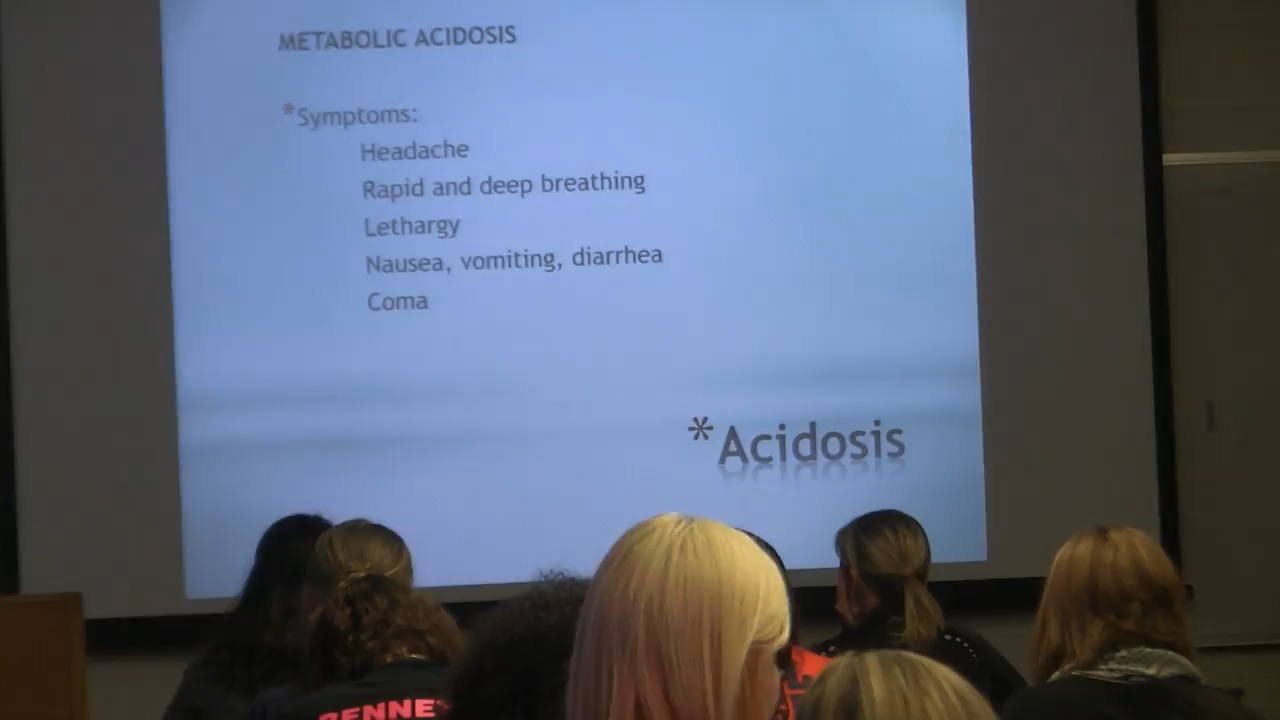 METABOLIC ACIDOSIS
*Symptoms:
Headache
Rapid and deep breathing
Lethargy
Nausea, vomiting, diarrhea
Coma
*Acidosis